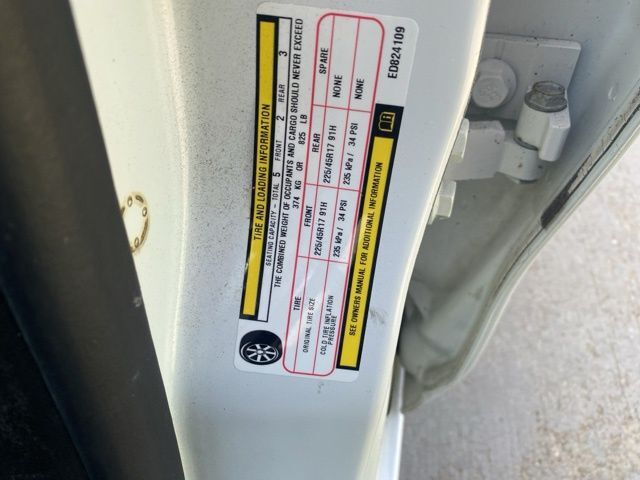 TIRE AND LOADING INFORMATION
SEATING CAPACITY - TOTAL 5 FRONT 2 REAR 3
THE COMBINED WEIGHT OF OCCUPANTS AND CARGO SHOULD NEVER EXCEED
374 KG OR 825 LB
TIRE FRONT REAR SPARE
ORIGINAL TIRE SIZE 225/45R17 91H 225/45R17 91H NONE
COLD TIRE INFLATION PRESSURE 235 kPa / 34 PSI 235 kPa / 34 PSI NONE
SEE OWNERS MANUAL FOR ADDITIONAL INFORMATION
ED824109